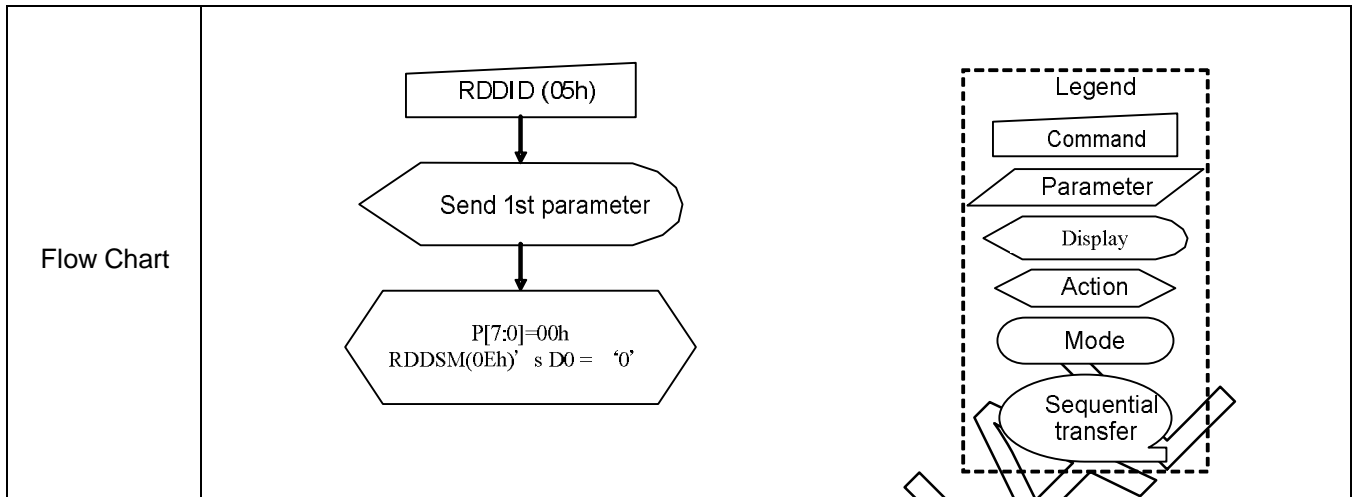 Flow Chart
RDDID (05h)
Send 1st parameter
P[7:0]=00h
RDDSM(0Eh)’ s D0 = ‘0’
Legend
Command
Parameter
Display
Action
Mode
Sequential
transfer